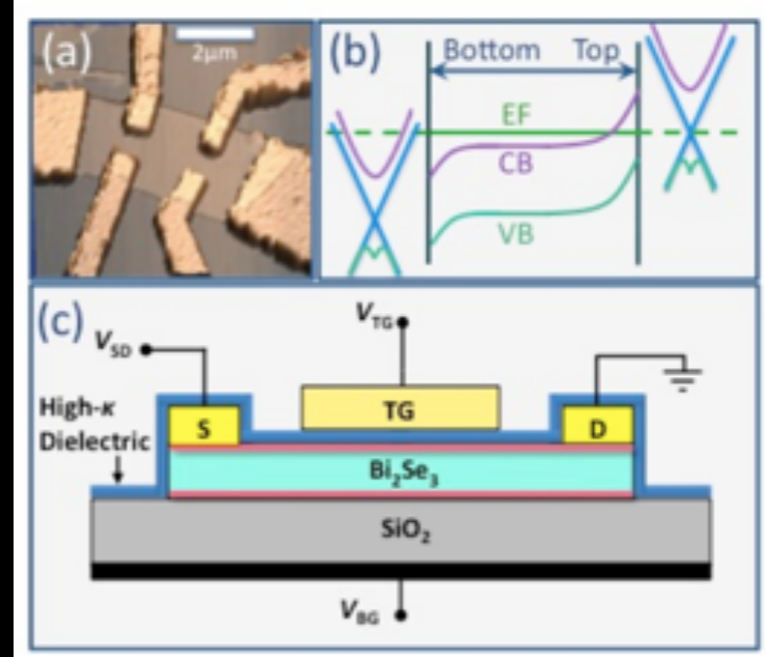 (a)
2µm
(b)
Bottom Top
EF
CB
VB
(c)
V_TG
V_SD
High-κ
Dielectric
S
TG
D
Bi₂Se₃
SiO₂
V_BG